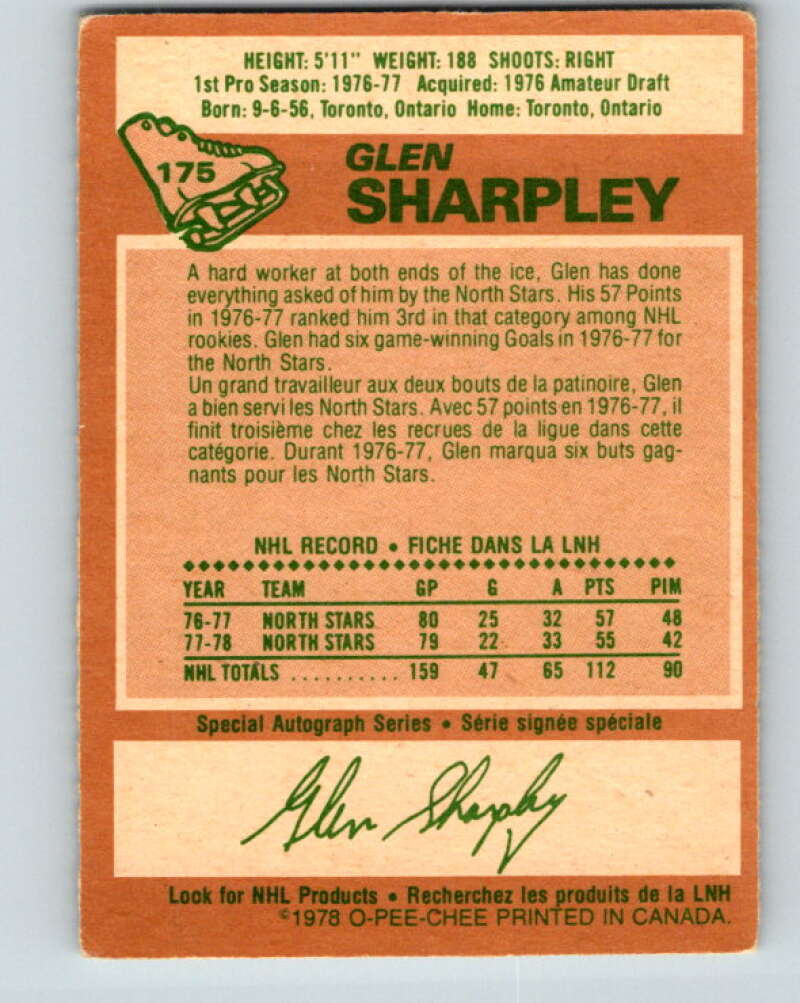 HEIGHT: 5'11" WEIGHT: 188 SHOOTS: RIGHT
1st Pro Season: 1976-77 Acquired: 1976 Amateur Draft
Born: 9-6-56, Toronto, Ontario Home: Toronto, Ontario
175
GLEN
SHARPLEY
A hard worker at both ends of the ice, Glen has done
everything asked of him by the North Stars. His 57 Points
in 1976-77 ranked him 3rd in that category among NHL
rookies. Glen had six game-winning Goals in 1976-77 for
the North Stars.
Un grand travailleur aux deux bouts de la patinoire, Glen
a bien servi les North Stars. Avec 57 points en 1976-77, il
finit troisième chez les recrues de la ligue dans cette
catégorie. Durant 1976-77, Glen marqua six buts gag-
nants pour les North Stars.
NHL RECORD • FICHE DANS LA LNH
YEAR TEAM GP G A PTS PIM
76-77 NORTH STARS 80 25 32 57 48
77-78 NORTH STARS 79 22 33 55 42
NHL TOTALS .......... 159 47 65 112 90
Special Autograph Series • Série signée spéciale
Glen Sharpley
Look for NHL Products • Recherchez les produits de la LNH
©1978 O-PEE-CHEE PRINTED IN CANADA.